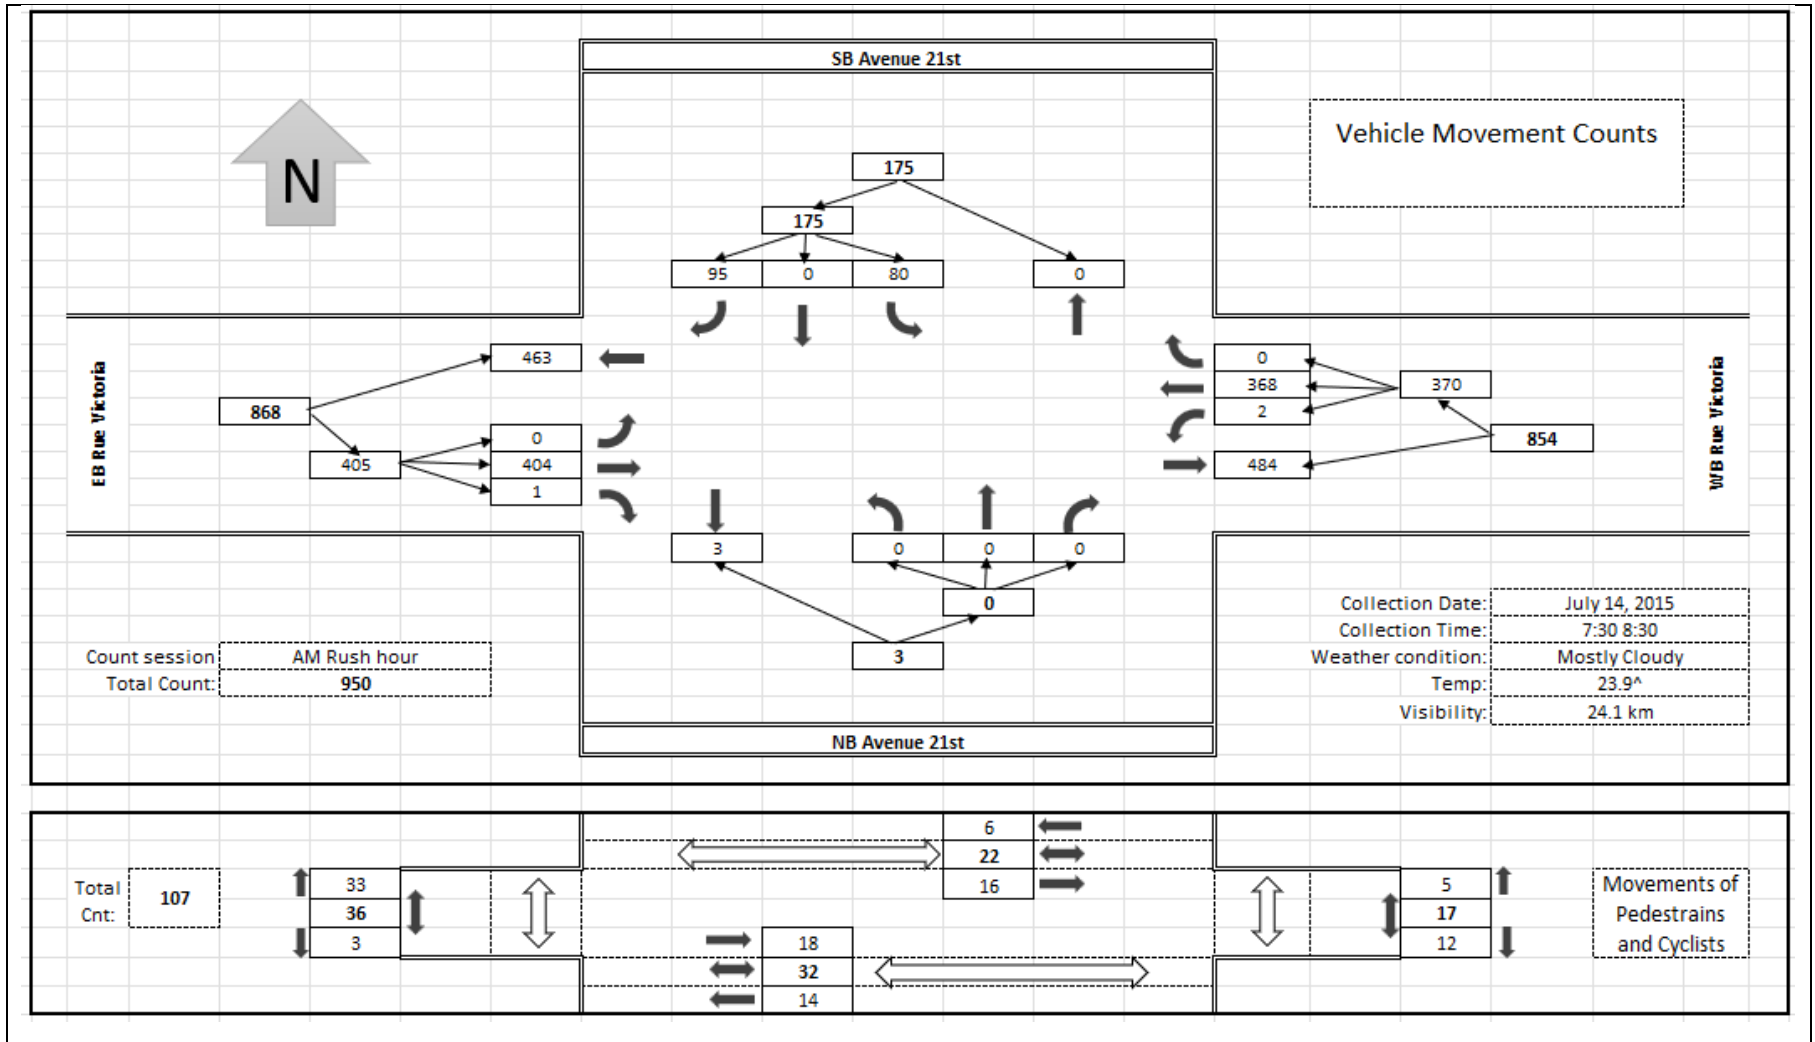 SB Avenue 21st
Vehicle Movement Counts
N
175
175
95 0 80 0
EB Rue Victoria
463
868
0
405 404
1
0
368 370
2
854
484
WB Rue Victoria
3 0 0 0
0
3
Count session AM Rush hour
Total Count: 950
Collection Date: July 14, 2015
Collection Time: 7:30 8:30
Weather condition: Mostly Cloudy
Temp: 23.9^
Visibility: 24.1 km
NB Avenue 21st
6
22
16
Total
Cnt:
107
33
36
3
18
32
14
5
17
12
Movements of
Pedestrains
and Cyclists